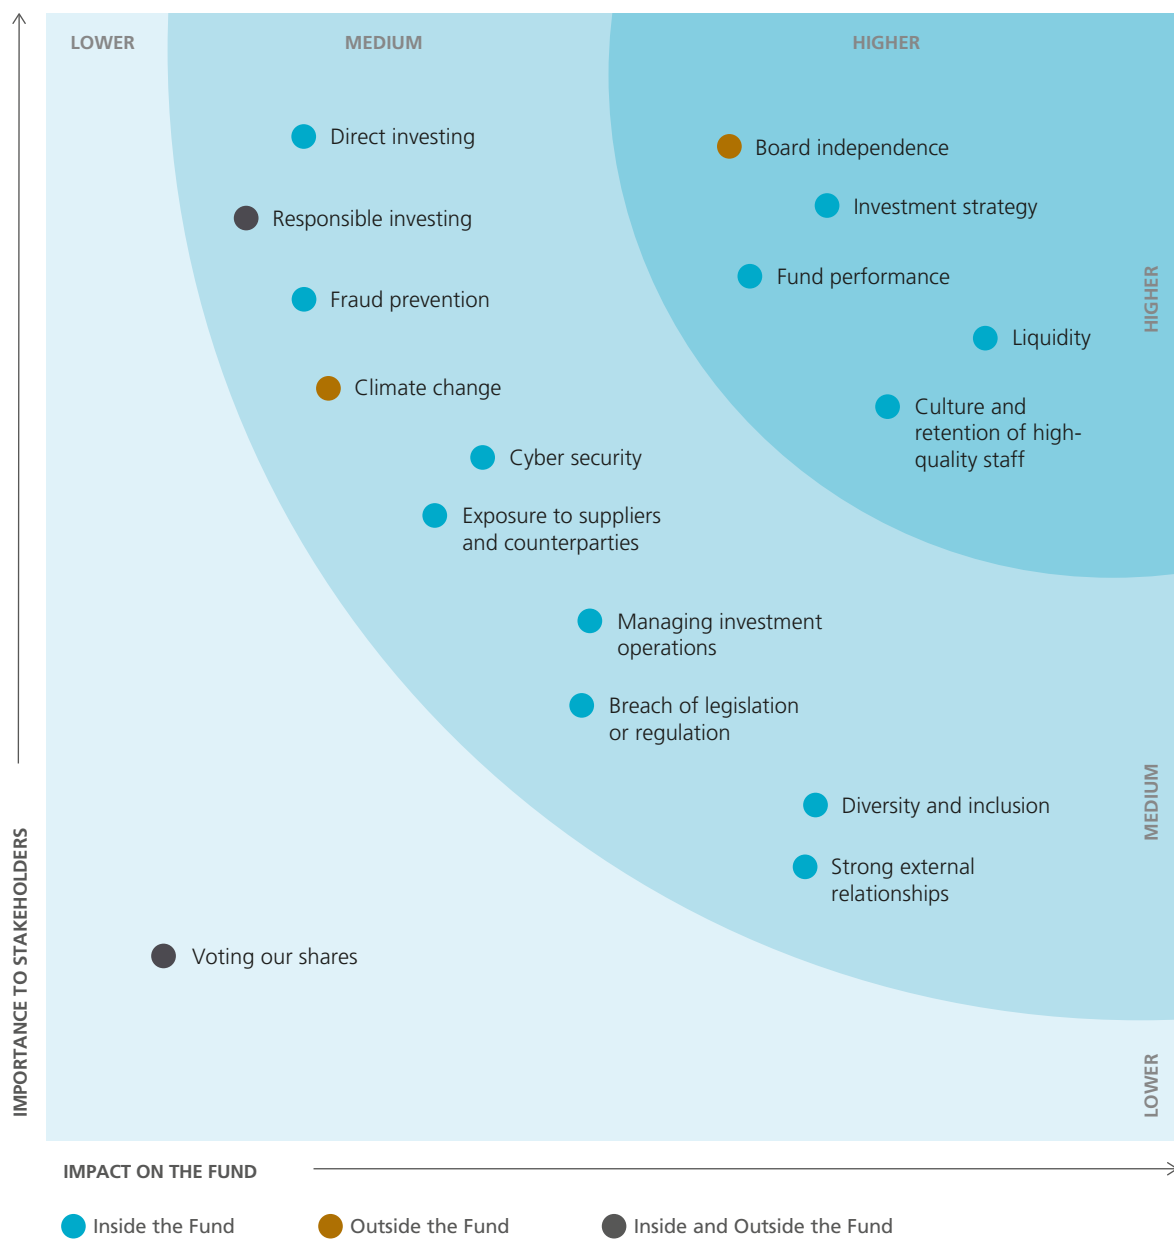 LOWER
MEDIUM
HIGHER
Direct investing
Board independence
Responsible investing
Investment strategy
Fraud prevention
Fund performance
HIGHER
Liquidity
Climate change
Culture and
retention of high-
quality staff
Cyber security
Exposure to suppliers
and counterparties
Managing investment
operations
Breach of legislation
or regulation
MEDIUM
Diversity and inclusion
Strong external
relationships
Voting our shares
IMPORTANCE TO STAKEHOLDERS
LOWER
IMPACT ON THE FUND
Inside the Fund
Outside the Fund
Inside and Outside the Fund